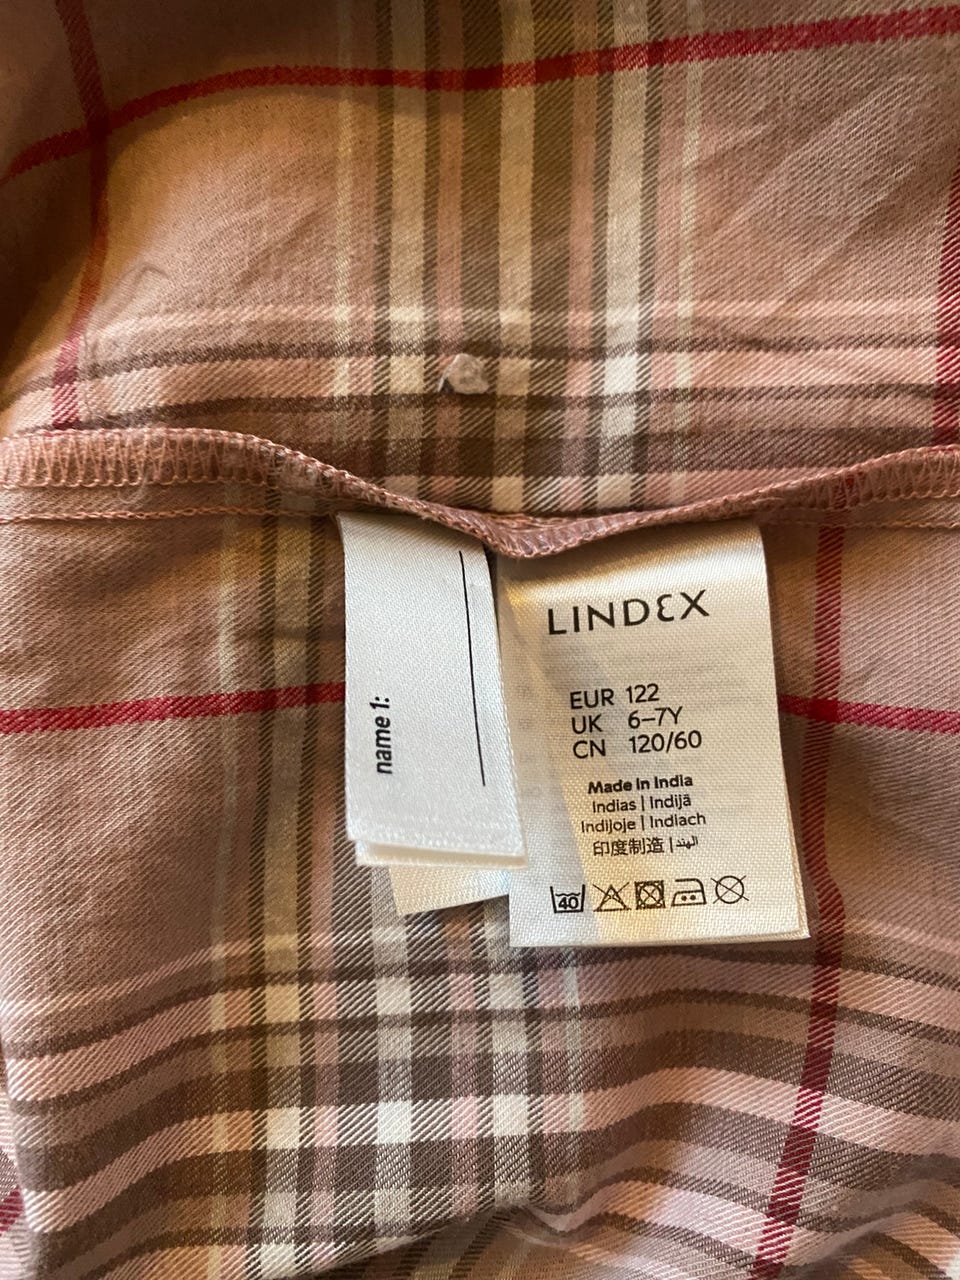 name 1:
LINDEX
EUR 122
UK 6–7Y
CN 120/60
Made in India
Indias | Indijā
Indijoje | Indiach
印度制造 | الهند
40